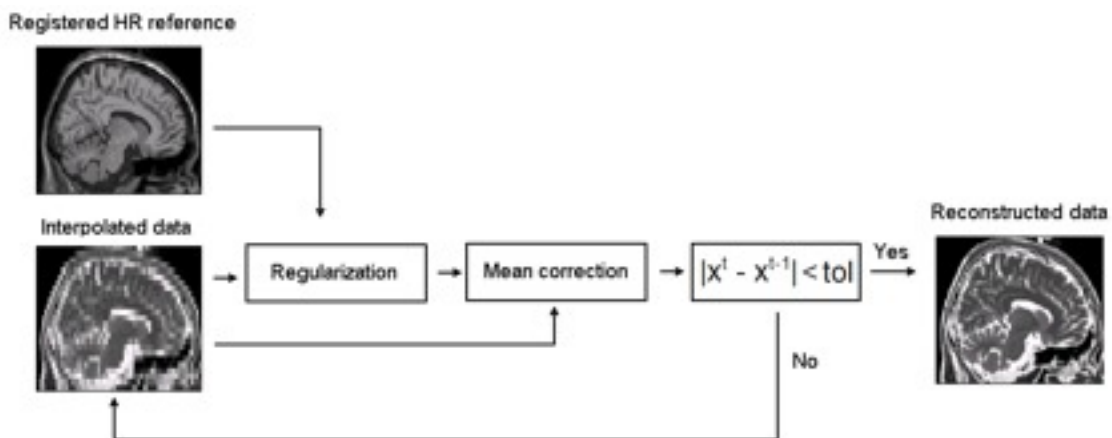 Registered HR reference
Interpolated data
Regularization
Mean correction
|x^t - x^{t-1}| < tol
Yes
No
Reconstructed data